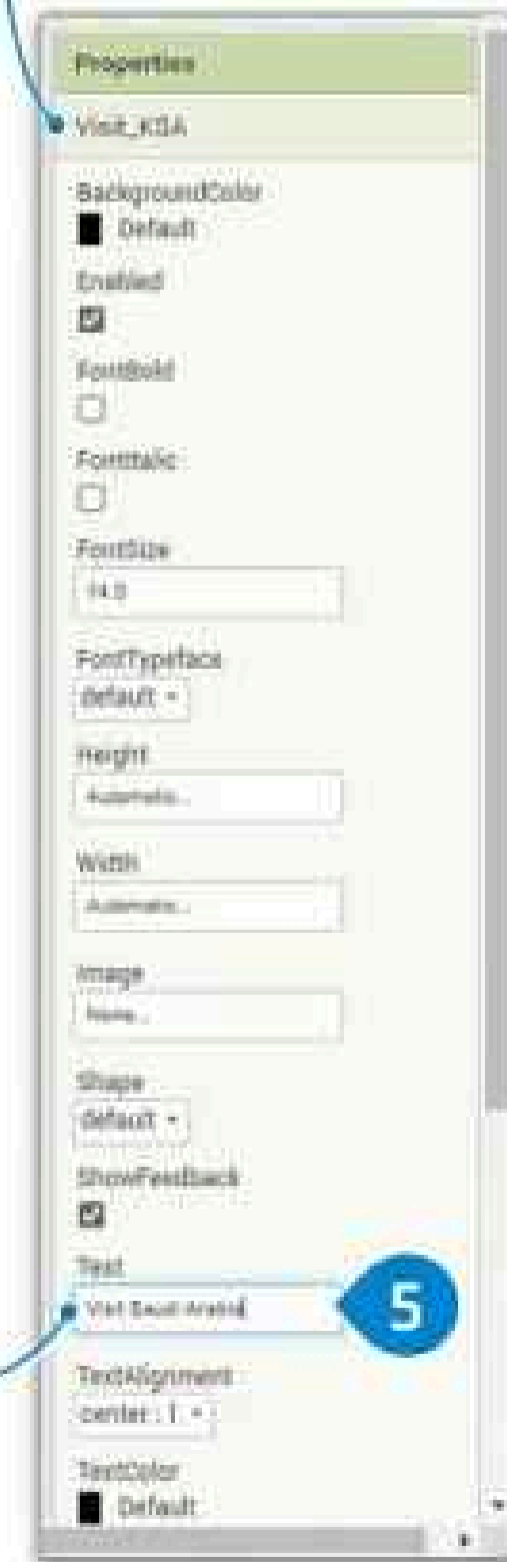 Properties
Visit_KSA
BackgroundColor
Default
Enabled
FontBold
FontItalic
FontSize
14.0
FontTypeface
default
Height
Automatic...
Width
Automatic...
Image
None...
Shape
default
ShowFeedback
Text
Visit Saudi Arabia
5
TextAlignment
center : 1
TextColor
Default